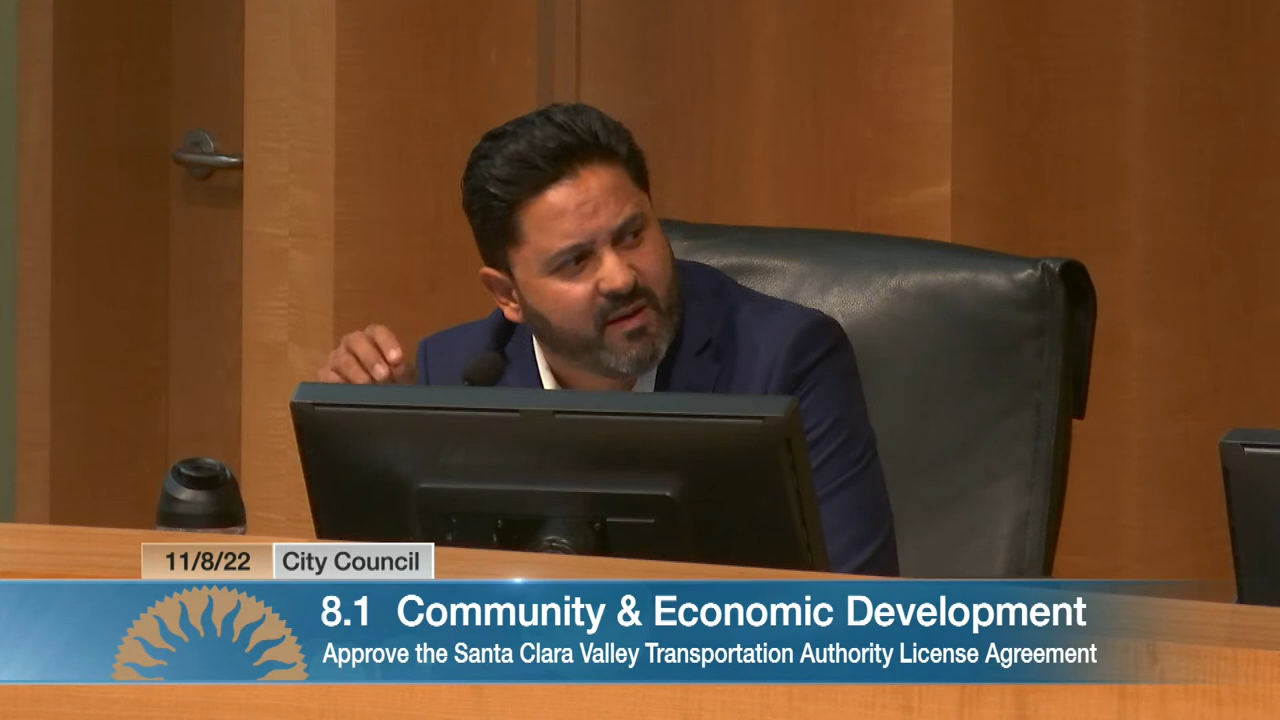 11/8/22 City Council
8.1 Community & Economic Development
Approve the Santa Clara Valley Transportation Authority License Agreement